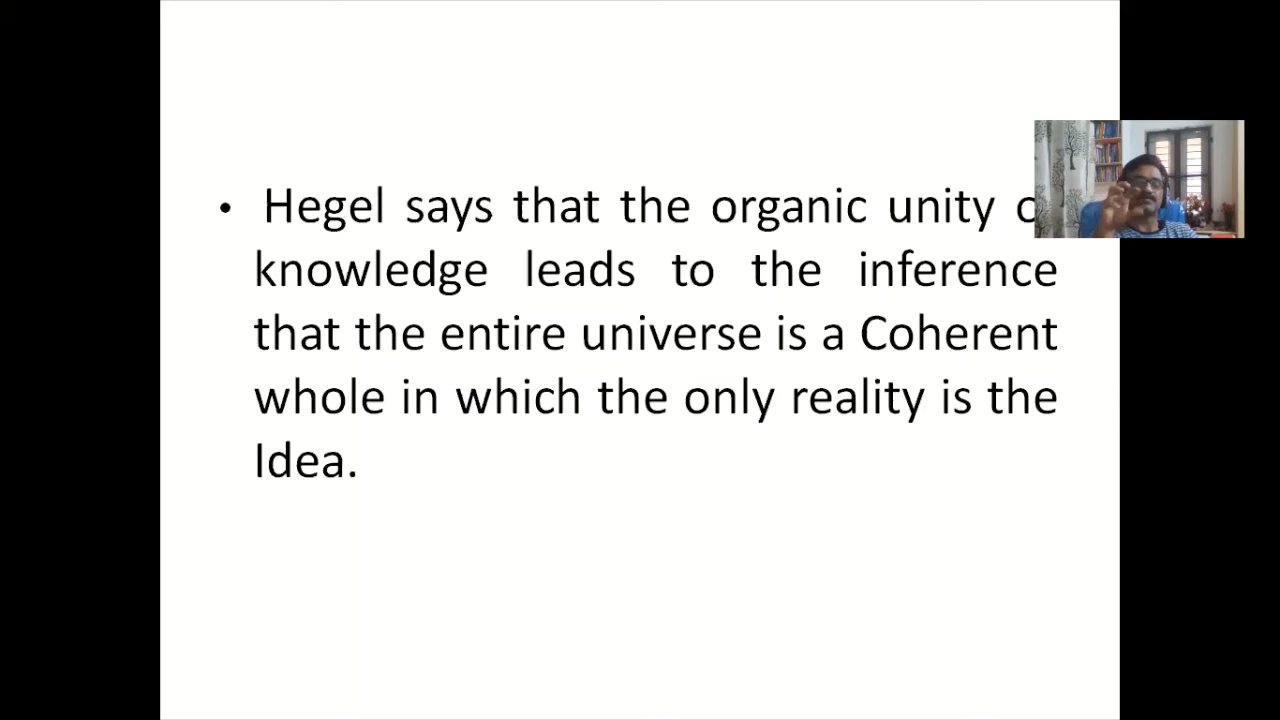 • Hegel says that the organic unity
knowledge leads to the inference
that the entire universe is a Coherent
whole in which the only reality is the
Idea.